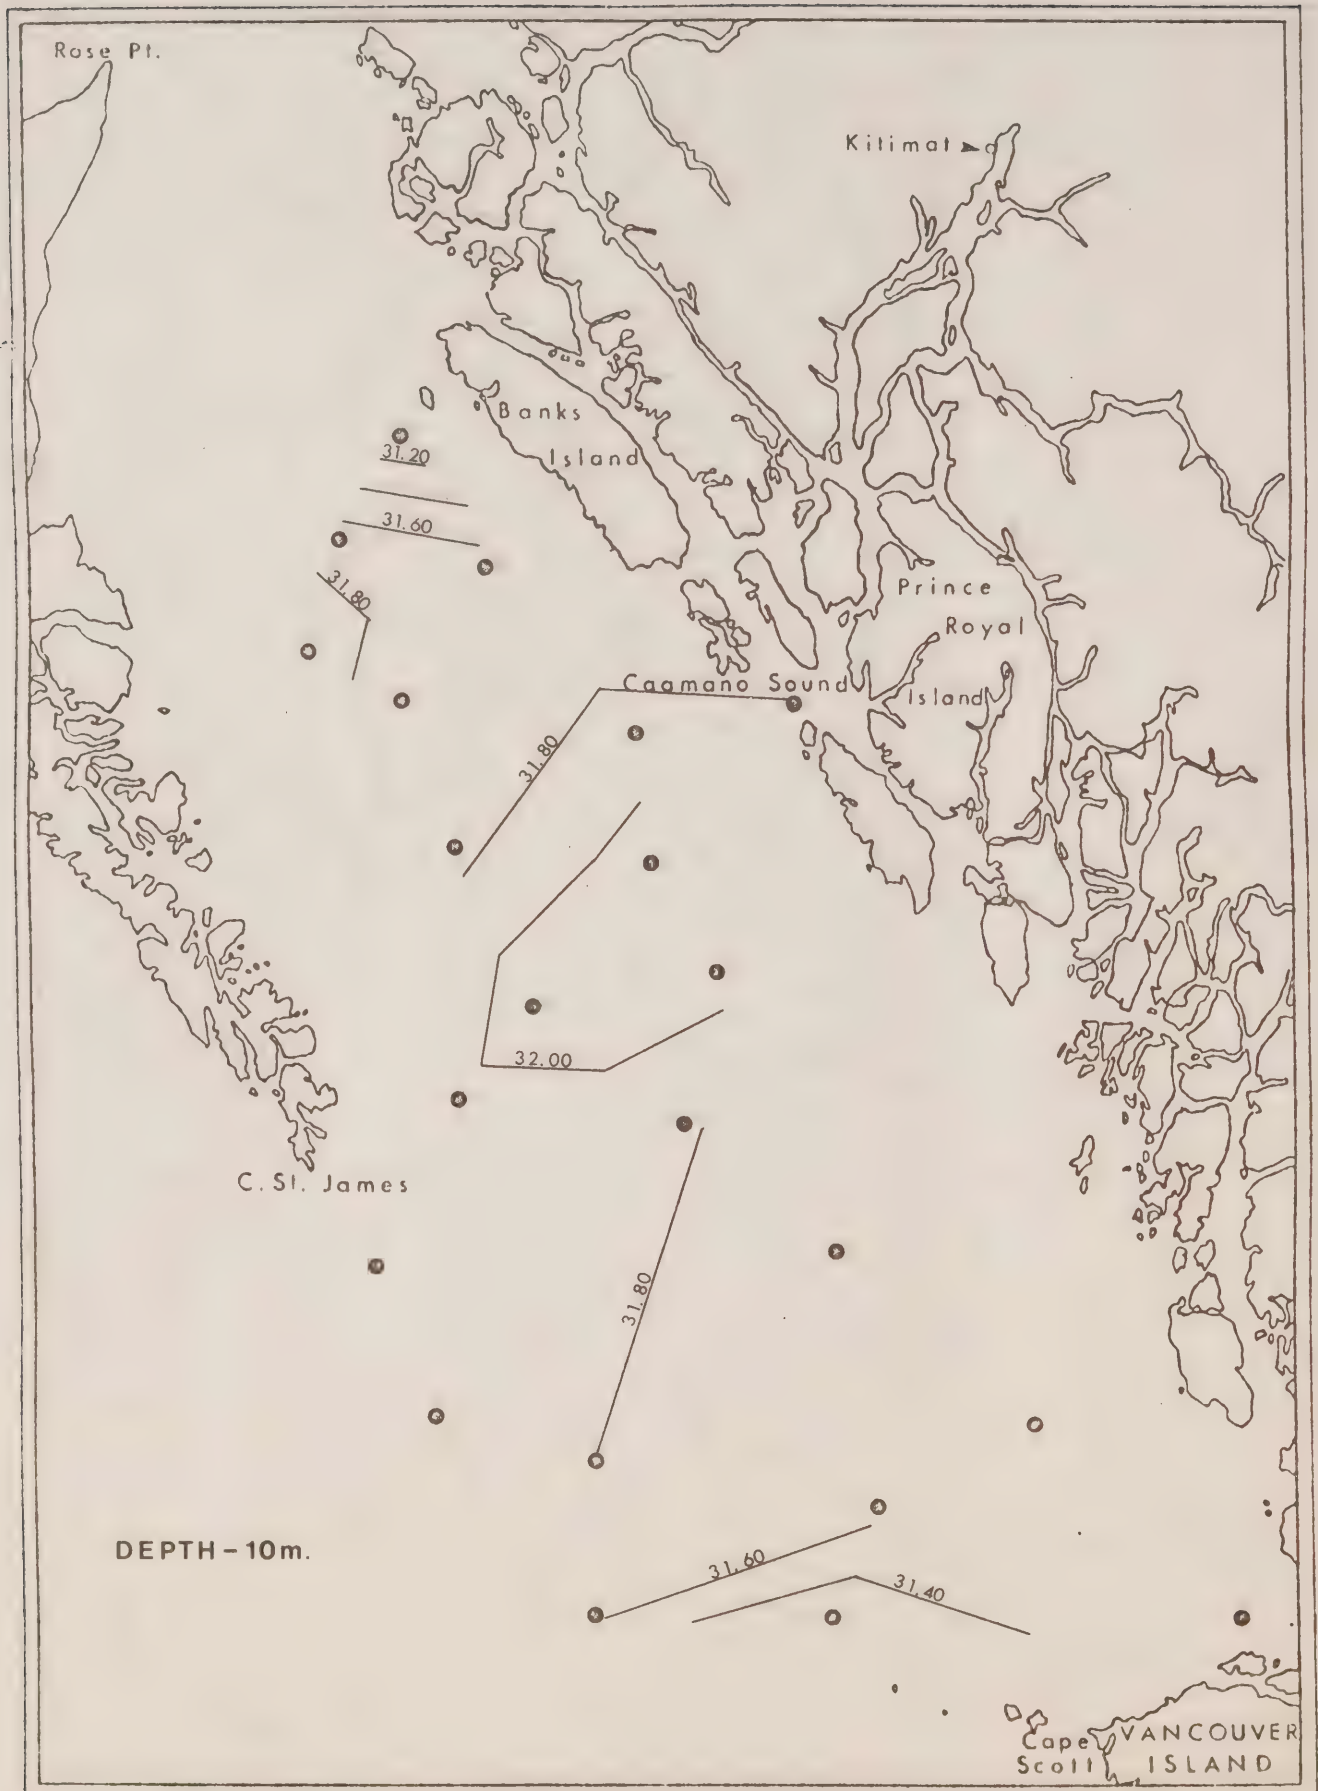 Rose Pt.
Kitimat
Banks
Island
31.20
31.60
31.80
Prince
Royal
Island
Caamano Sound
31.80
32.00
C. St. James
31.80
DEPTH – 10m.
31.60
31.40
Cape
Scott
VANCOUVER
ISLAND